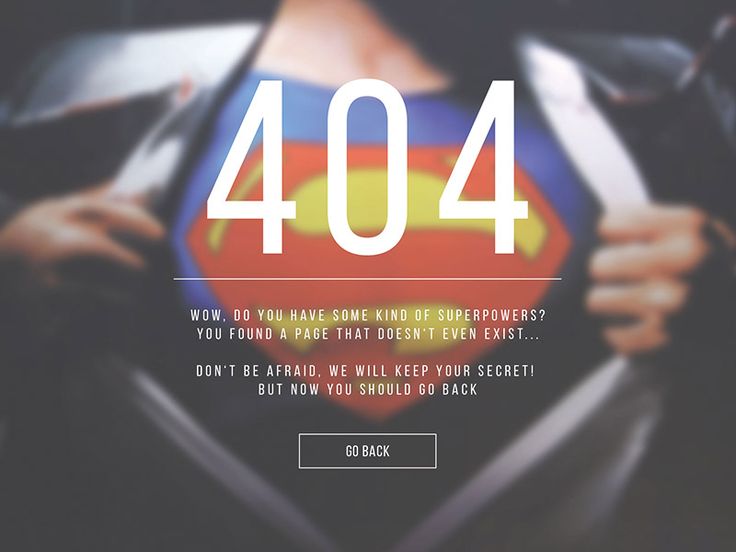 404
WOW, DO YOU HAVE SOME KIND OF SUPERPOWERS?
YOU FOUND A PAGE THAT DOESN'T EVEN EXIST...
DON'T BE AFRAID, WE WILL KEEP YOUR SECRET!
BUT NOW YOU SHOULD GO BACK
GO BACK